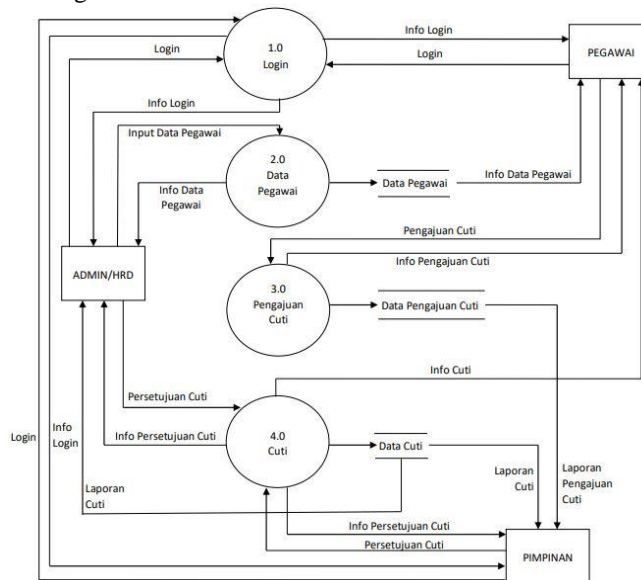 1.0
Login
Info Login
Login
PEGAWAI
Login
Info Login
Input Data Pegawai
2.0
Data
Pegawai
Info Data
Pegawai
Data Pegawai
Info Data Pegawai
Pengajuan Cuti
Info Pengajuan Cuti
ADMIN/HRD
3.0
Pengajuan
Cuti
Data Pengajuan Cuti
Info Cuti
Persetujuan Cuti
Login
Info
Login
Info Persetujuan Cuti
4.0
Cuti
Data Cuti
Laporan
Cuti
Laporan
Cuti
Laporan
Pengajuan
Cuti
Info Persetujuan Cuti
Persetujuan Cuti
PIMPINAN